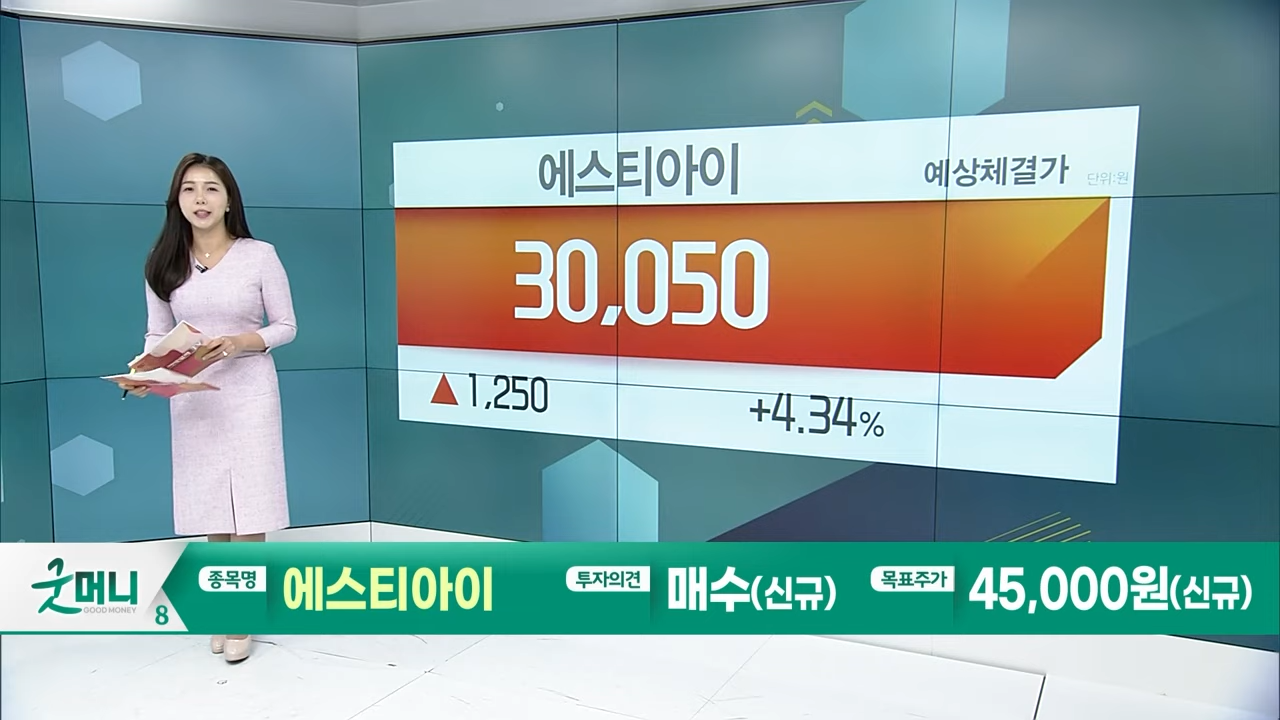 에스티아이
예상체결가 단위:원
30,050
▲1,250 +4.34%
굿머니 GOOD MONEY 8
종목명 에스티아이 투자의견 매수(신규) 목표주가 45,000원(신규)